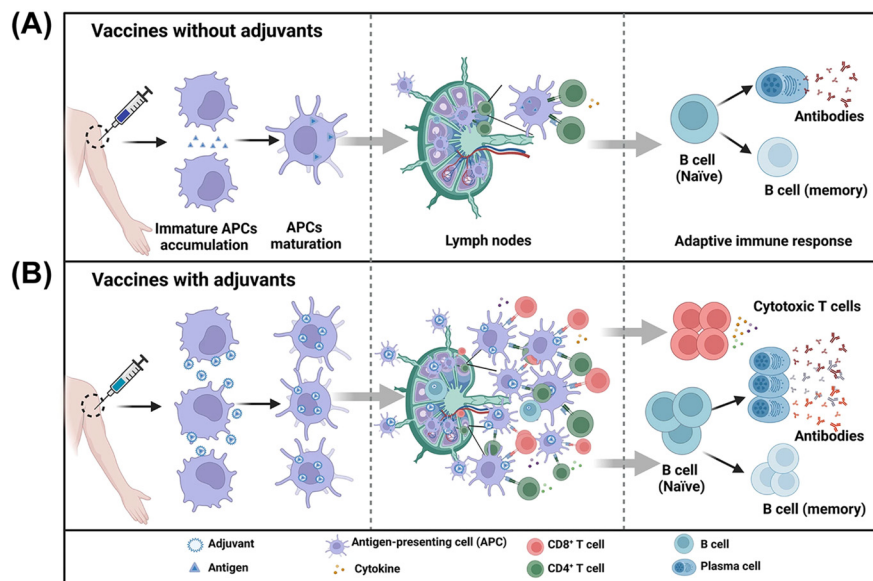 (A)
Vaccines without adjuvants
Immature APCs
accumulation
APCs
maturation
Lymph nodes
B cell
(Naïve)
Antibodies
B cell (memory)
Adaptive immune response
(B)
Vaccines with adjuvants
Cytotoxic T cells
B cell
(Naïve)
Antibodies
B cell (memory)
Adjuvant
Antigen-presenting cell (APC)
CD8⁺ T cell
B cell
Antigen
Cytokine
CD4⁺ T cell
Plasma cell